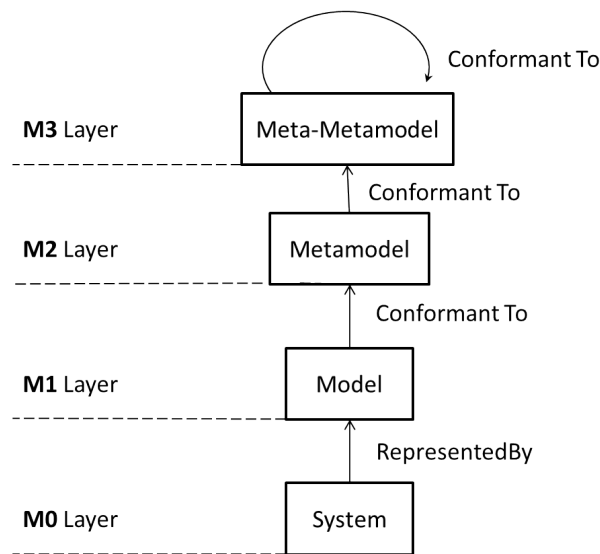 Conformant To
M3 Layer
Meta-Metamodel
Conformant To
M2 Layer
Metamodel
Conformant To
M1 Layer
Model
RepresentedBy
M0 Layer
System